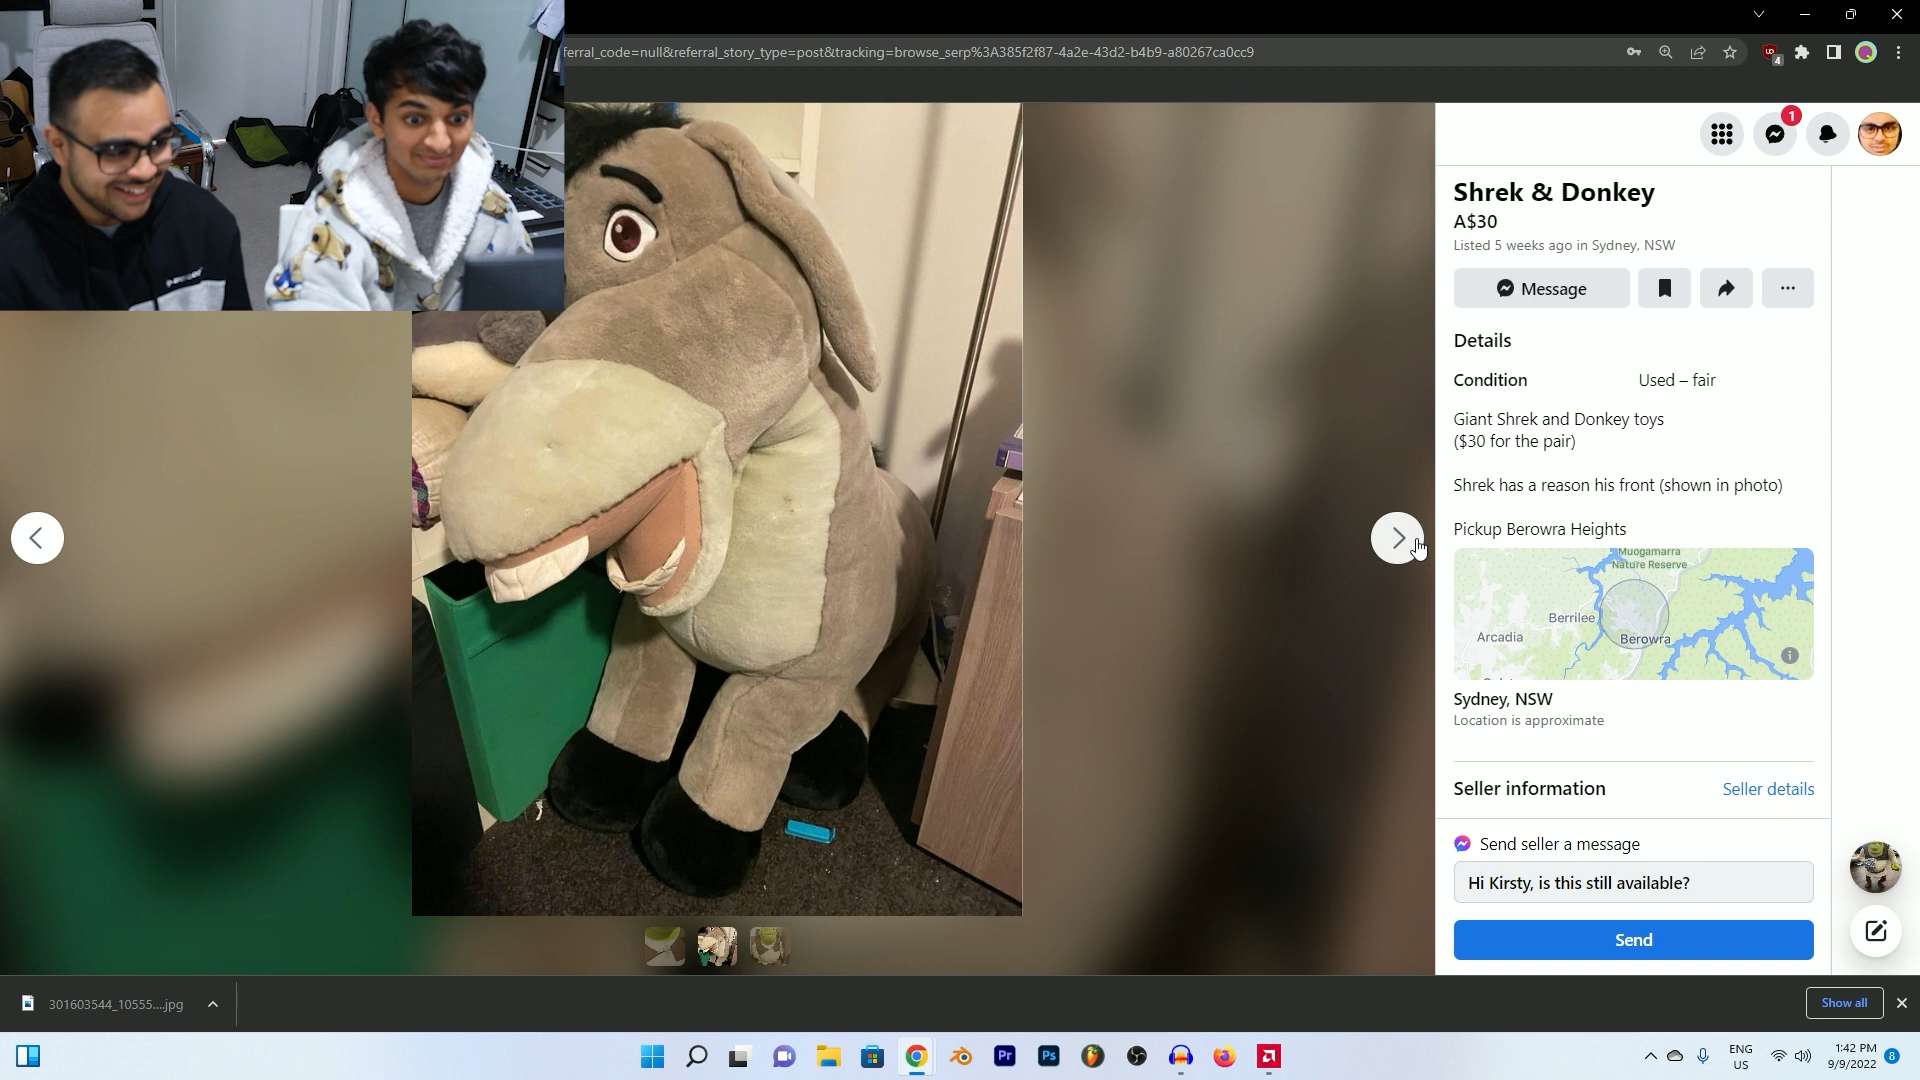 ferral_code=null&referral_story_type=post&tracking=browse_serp%3A385f2f87-4a2e-43d2-b4b9-a80267ca0cc9
4
1
Shrek & Donkey
A$30
Listed 5 weeks ago in Sydney, NSW
Message
Details
Condition Used – fair
Giant Shrek and Donkey toys
($30 for the pair)
Shrek has a reason his front (shown in photo)
Pickup Berowra Heights
Muogamarra
Nature Reserve
Berrilee
Arcadia
Berowra
Sydney, NSW
Location is approximate
Seller information Seller details
Send seller a message
Hi Kirsty, is this still available?
Send
301603544_10555....jpg
Show all
Pr
Ps
ENG
US
1:42 PM
9/9/2022
8